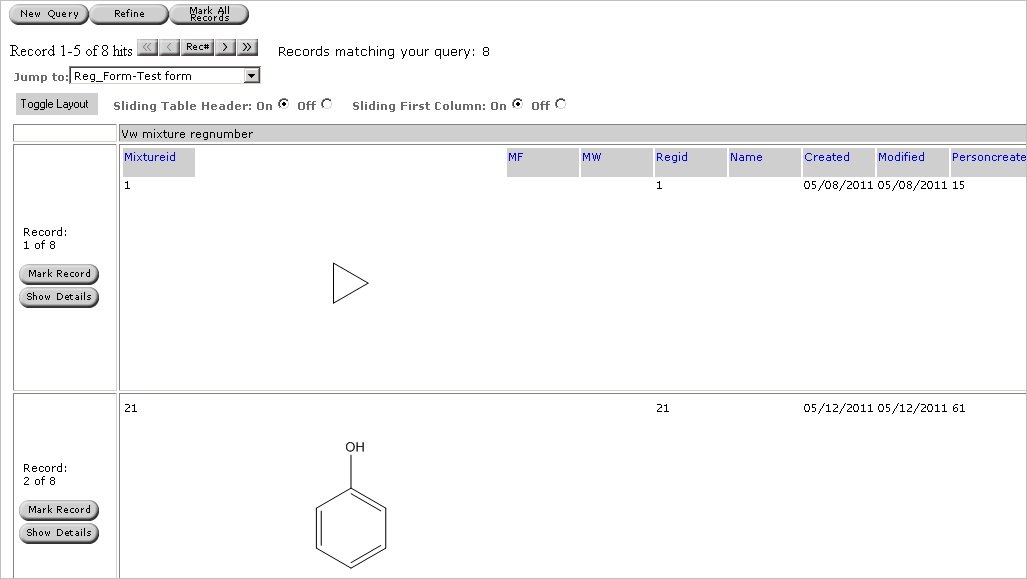 New Query Refine Mark All Records
Record 1-5 of 8 hits << < Rec# > >> Records matching your query: 8
Jump to: Reg_Form-Test form
Toggle Layout Sliding Table Header: On Off Sliding First Column: On Off
Vw mixture regnumber
Mixtureid MF MW Regid Name Created Modified Personcreate
1 1 05/08/2011 05/08/2011 15
Record:
1 of 8
Mark Record
Show Details
21 21 05/12/2011 05/12/2011 61
OH
Record:
2 of 8
Mark Record
Show Details